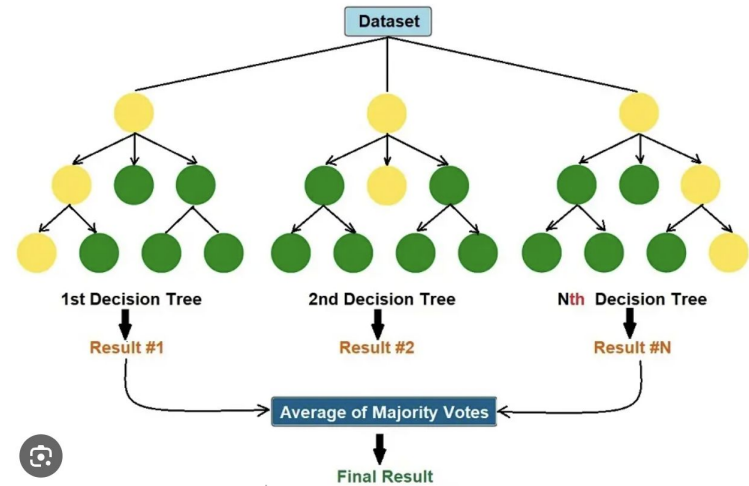 Dataset
1st Decision Tree
2nd Decision Tree
Nth Decision Tree
Result #1
Result #2
Result #N
Average of Majority Votes
Final Result